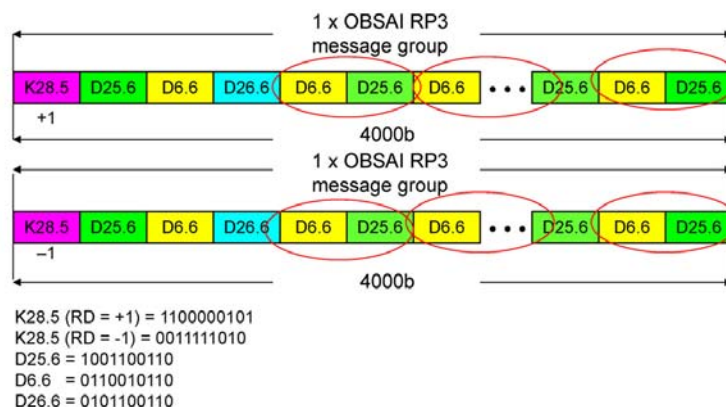 1 x OBSAI RP3
message group
K28.5 D25.6 D6.6 D26.6 D6.6 D25.6 D6.6 ••• D25.6 D6.6 D25.6
+1
4000b
1 x OBSAI RP3
message group
K28.5 D25.6 D6.6 D26.6 D6.6 D25.6 D6.6 ••• D25.6 D6.6 D25.6
–1
4000b
K28.5 (RD = +1) = 1100000101
K28.5 (RD = -1) = 0011111010
D25.6 = 1001100110
D6.6 = 0110010110
D26.6 = 0101100110